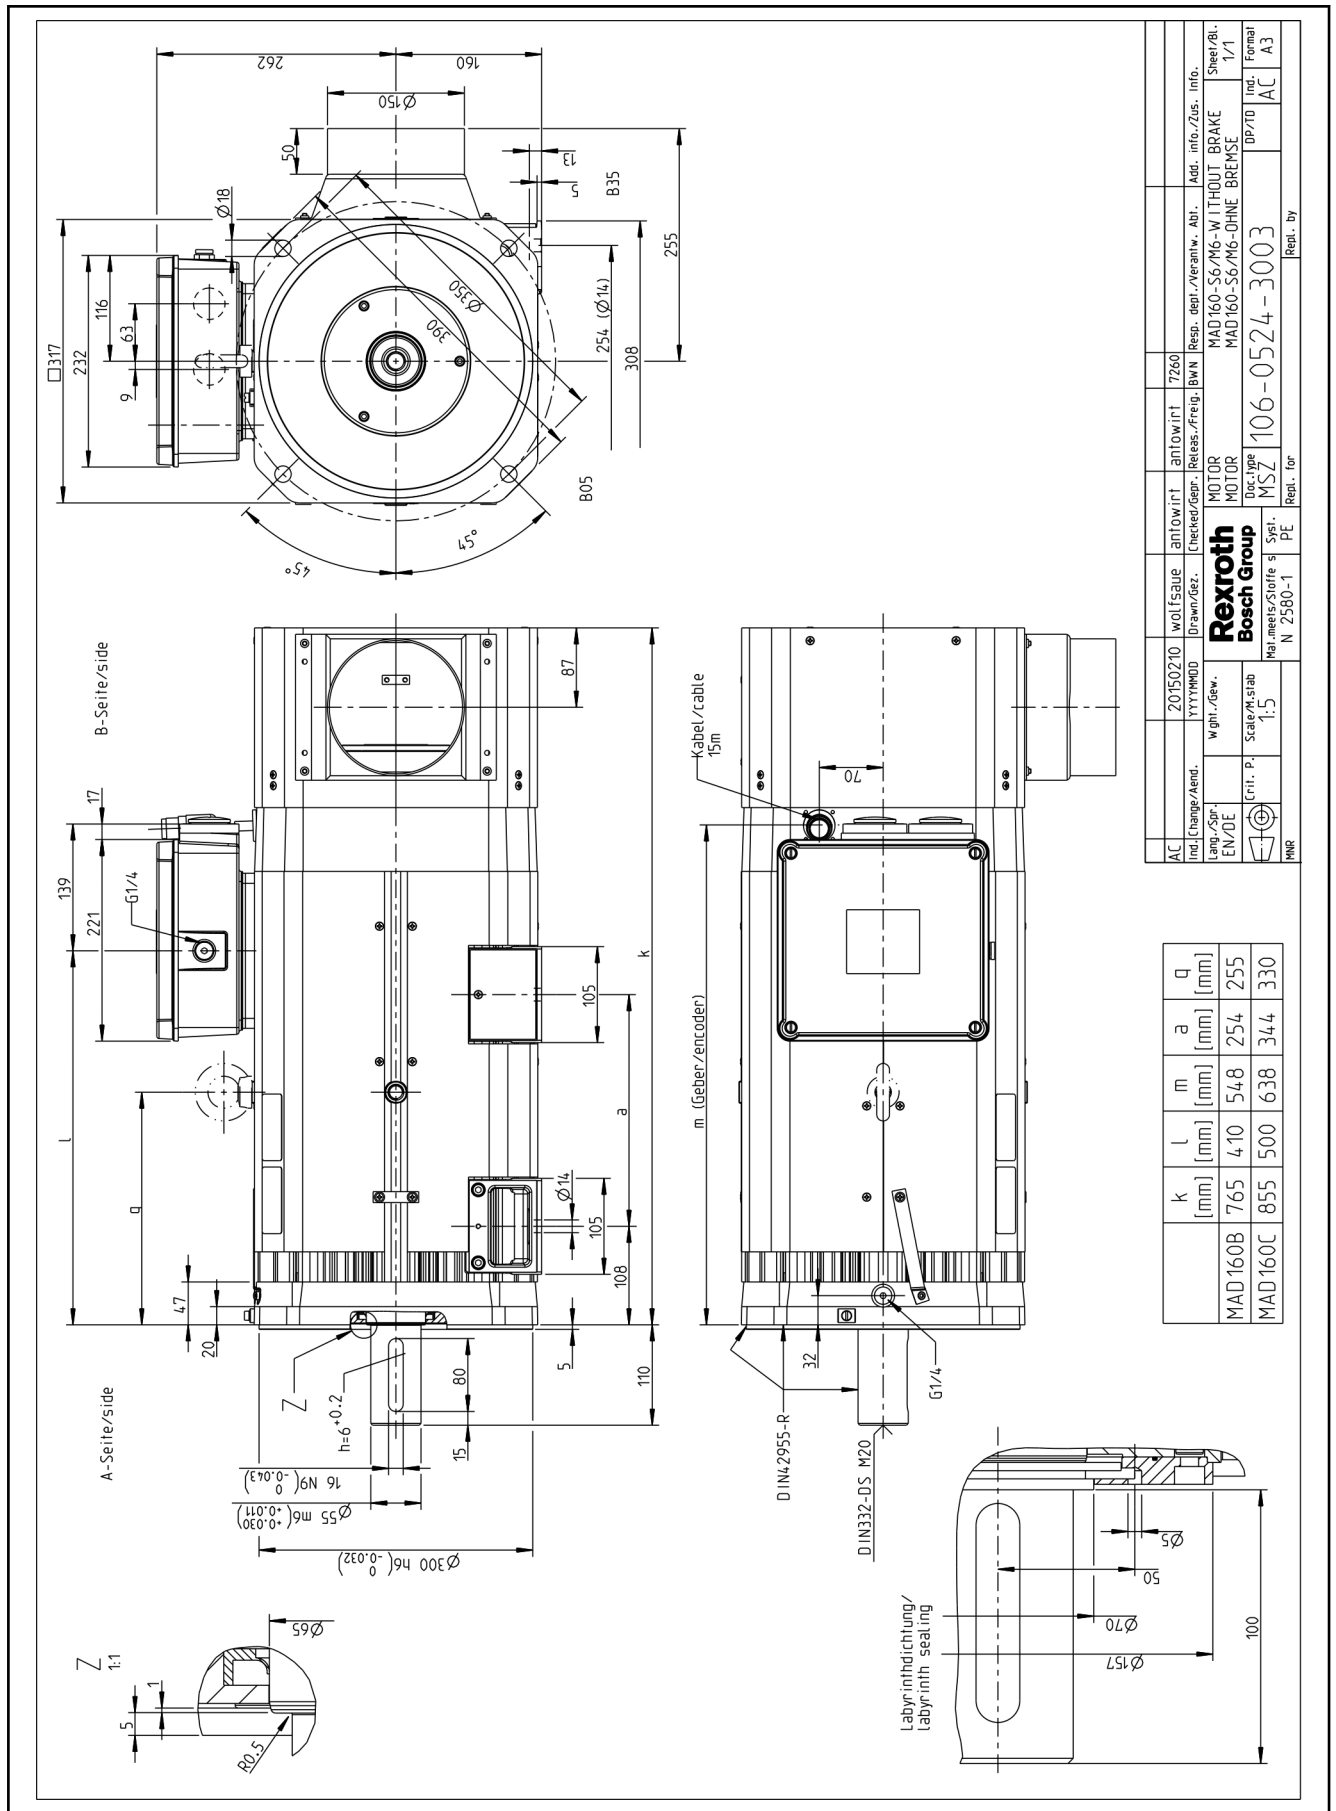 A-Seite/side
B-Seite/side
Z
1:1
5
1
R0.5
Ø65
Ø300 h6( 0 -0.032)
Ø55 m6(+0.030 +0.011)
16 N9( 0 -0.043)
h=6+0.2
Z
15
80
5
110
20
47
q
l
139
221
17
G1/4
108
105
Ø14
a
105
k
87
262
160
Ø150
50
Ø18
□317
232
116
63
9
13
5
B35
Ø350
390
254 (Ø14)
308
255
B05
45°
45°
Kabel/cable
15m
70
m (Geber/encoder)
32
G1/4
DIN42955-R
DIN332-DS M20
Labyrinthdichtung/
labyrinth sealing
Ø5
50
Ø70
Ø157
100
k l m a q
[mm] [mm] [mm] [mm] [mm]
MAD160B 765 410 548 254 255
MAD160C 855 500 638 344 330
AC 20150210 wolfsaue antowirt antowirt 7260
Ind. Change/Aend. YYYYMMDD Drawn/Gez. Checked/Gepr. Releas./Freig. BWN Resp. dept./Verantw. Abt. Add. info./Zus. Info.
Lang./Spr.
EN/DE
Wght./Gew.
Rexroth
Bosch Group
MOTOR MAD160-S6/M6-WITHOUT BRAKE
MOTOR MAD160-S6/M6-OHNE BREMSE
Sheet/Bl.
1/1
Crit. P.
Scale/M.stab
1:5
Mat.meets/Stoffe s
N 2580-1
Syst.
PE
Doc.type
MSZ
106-0524-3003
DP/TD
Ind.
AC
Format
A3
MNR
Repl. for
Repl. by